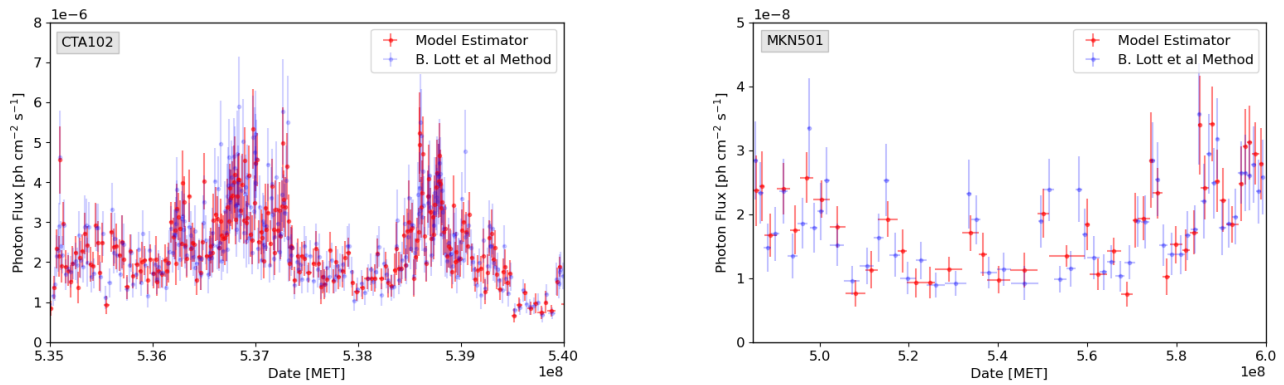 1e−6
CTA102
Model Estimator
B. Lott et al Method
Photon Flux [ph cm⁻² s⁻¹]
8
7
6
5
4
3
2
1
0
5.35
5.36
5.37
5.38
5.39
5.40
1e8
Date [MET]
1e−8
MKN501
Model Estimator
B. Lott et al Method
Photon Flux [ph cm⁻² s⁻¹]
5
4
3
2
1
0
5.0
5.2
5.4
5.6
5.8
6.0
1e8
Date [MET]